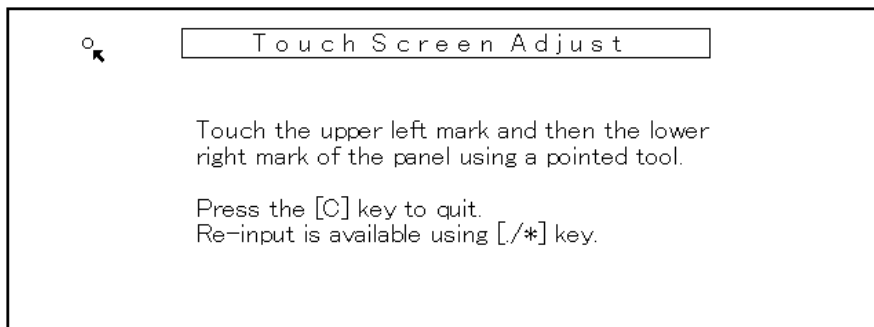 Touch Screen Adjust
Touch the upper left mark and then the lower
right mark of the panel using a pointed tool.
Press the [C] key to quit.
Re-input is available using [./*] key.